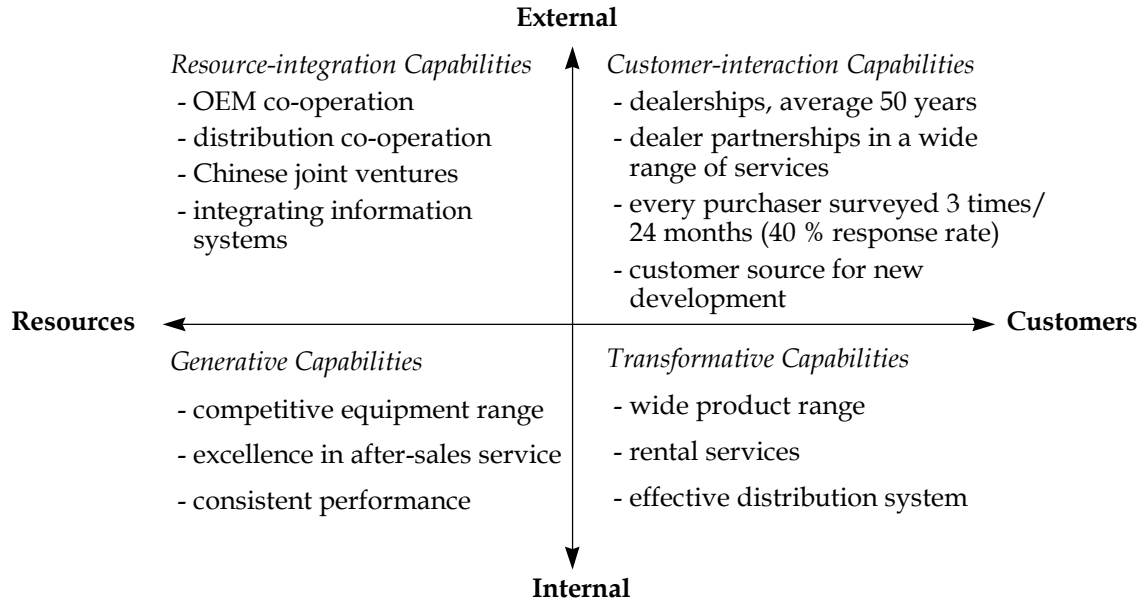 External
Resource-integration Capabilities
- OEM co-operation
- distribution co-operation
- Chinese joint ventures
- integrating information
systems
Customer-interaction Capabilities
- dealerships, average 50 years
- dealer partnerships in a wide
range of services
- every purchaser surveyed 3 times/
24 months (40 % response rate)
- customer source for new
development
Resources
Customers
Generative Capabilities
- competitive equipment range
- excellence in after-sales service
- consistent performance
Transformative Capabilities
- wide product range
- rental services
- effective distribution system
Internal